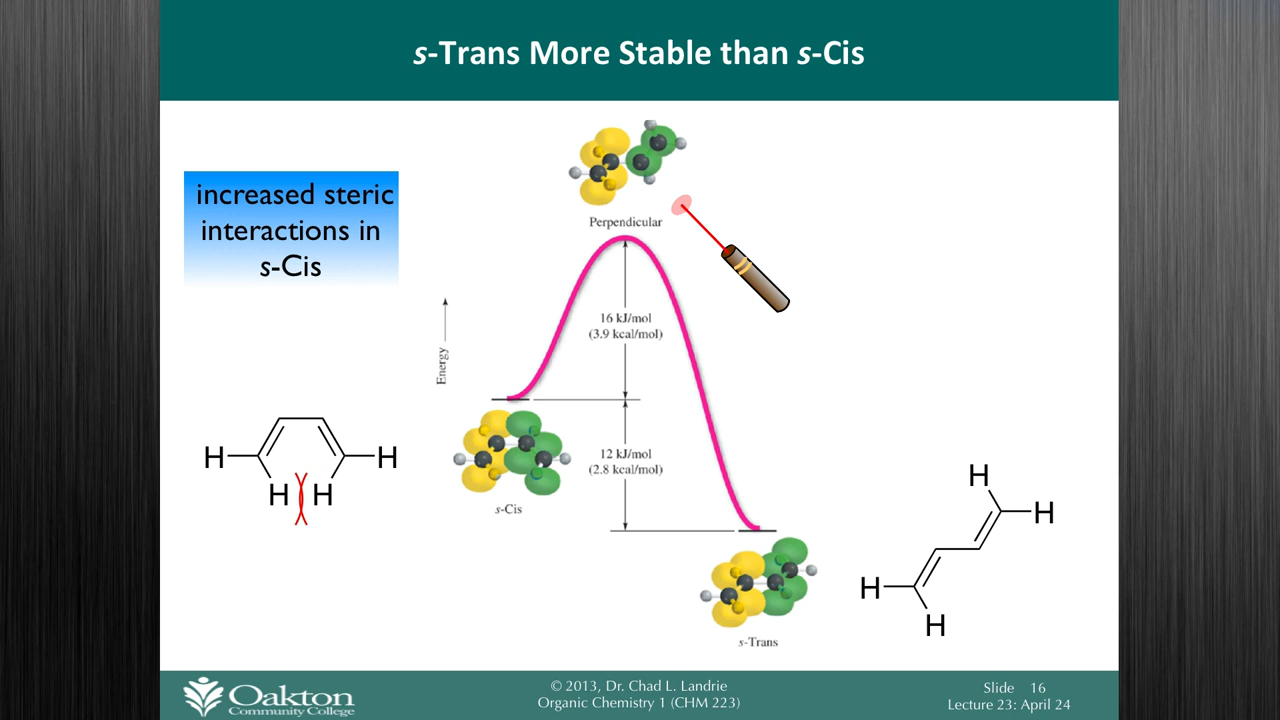 s-Trans More Stable than s-Cis
increased steric
interactions in
s-Cis
Perpendicular
16 kJ/mol
(3.9 kcal/mol)
Energy
12 kJ/mol
(2.8 kcal/mol)
s-Cis
s-Trans
H
H
H
H
H
H
H
H
Oakton
Community College
© 2013, Dr. Chad L. Landrie
Organic Chemistry 1 (CHM 223)
Slide 16
Lecture 23: April 24